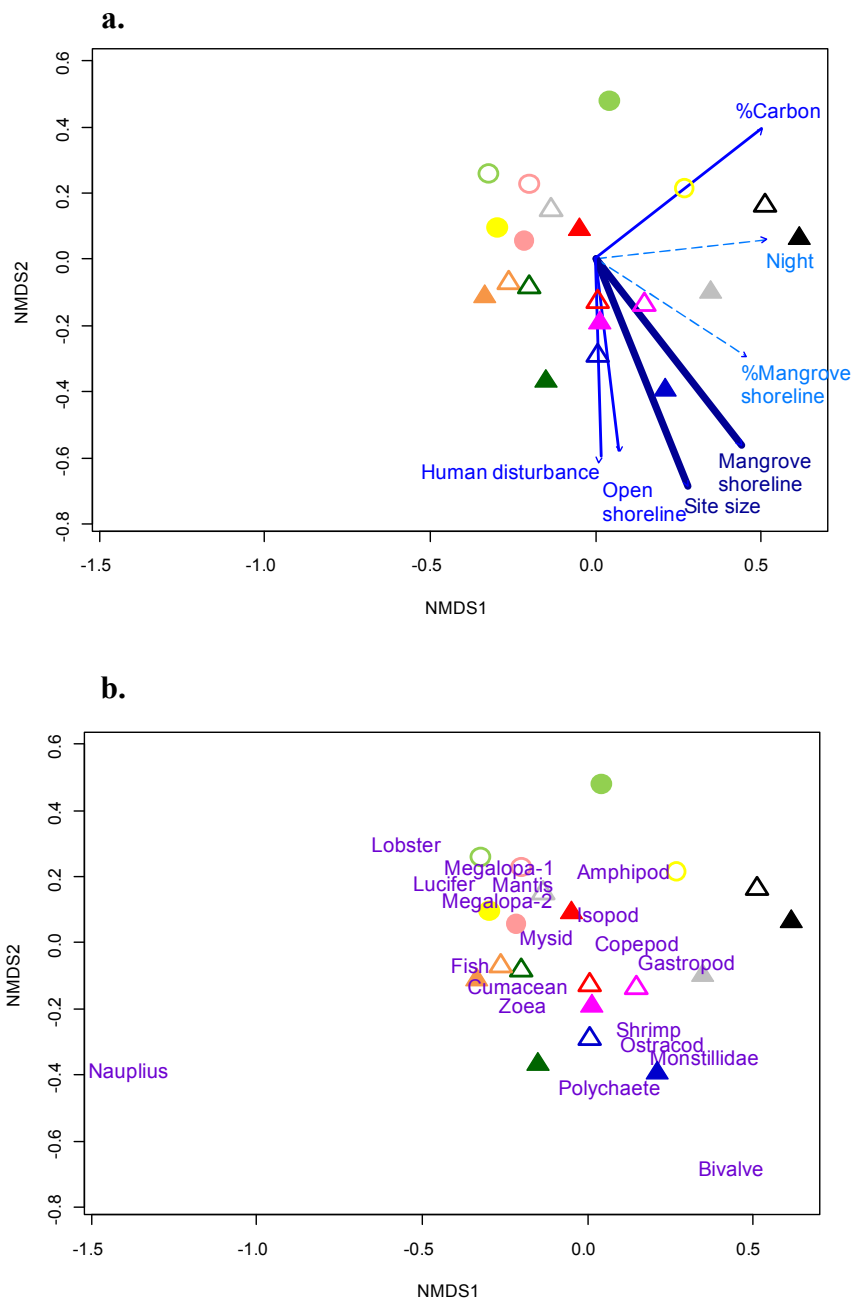 a.
0.6
0.4
0.2
0.0
-0.2
-0.4
-0.6
-0.8
NMDS2
%Carbon
Night
%Mangrove
shoreline
Mangrove
shoreline
Human disturbance
Open
shoreline
Site size
-1.5
-1.0
-0.5
0.0
0.5
NMDS1
b.
0.6
0.4
0.2
0.0
-0.2
-0.4
-0.6
-0.8
NMDS2
Lobster
Megalopa-1
Amphipod
Lucifer
Mantis
Megalopa-2
Isopod
Mysid
Copepod
Gastropod
Fish
Cumacean
Zoea
Shrimp
Ostracod
Monstillidae
Nauplius
Polychaete
Bivalve
-1.5
-1.0
-0.5
0.0
0.5
NMDS1